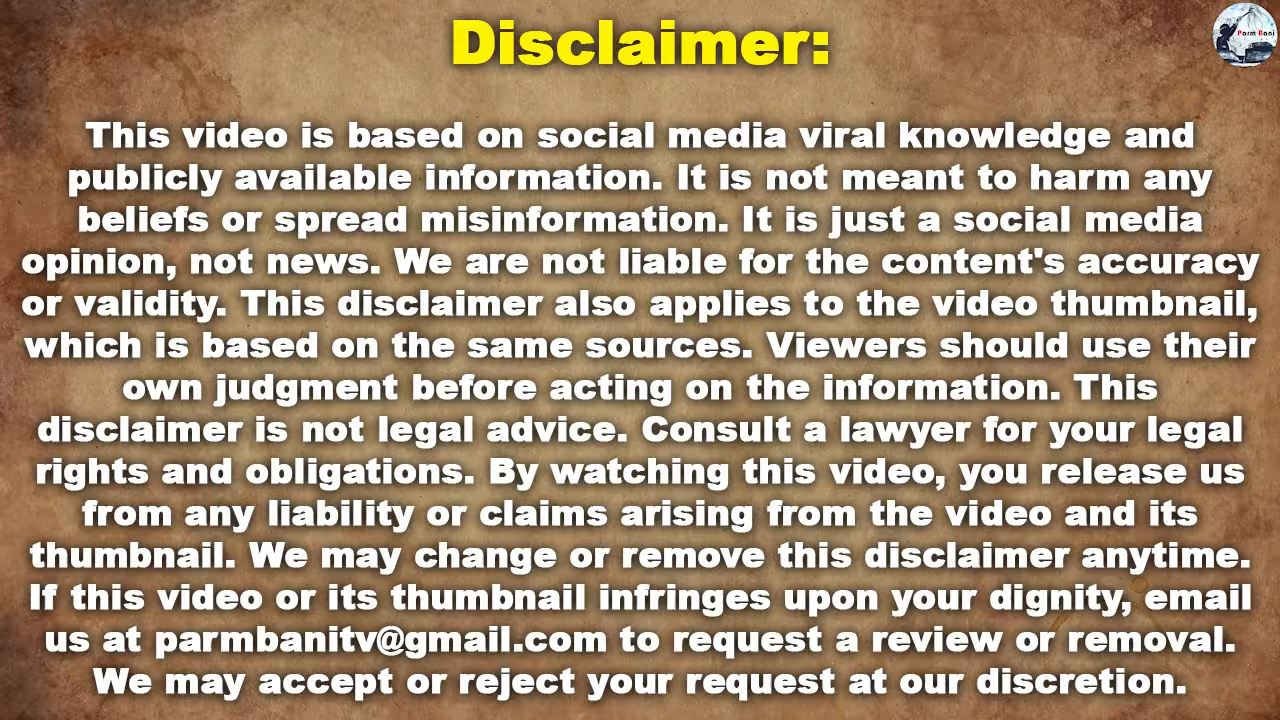 Disclaimer:
Parm Bani
This video is based on social media viral knowledge and
publicly available information. It is not meant to harm any
beliefs or spread misinformation. It is just a social media
opinion, not news. We are not liable for the content's accuracy
or validity. This disclaimer also applies to the video thumbnail,
which is based on the same sources. Viewers should use their
own judgment before acting on the information. This
disclaimer is not legal advice. Consult a lawyer for your legal
rights and obligations. By watching this video, you release us
from any liability or claims arising from the video and its
thumbnail. We may change or remove this disclaimer anytime.
If this video or its thumbnail infringes upon your dignity, email
us at parmbanitv@gmail.com to request a review or removal.
We may accept or reject your request at our discretion.